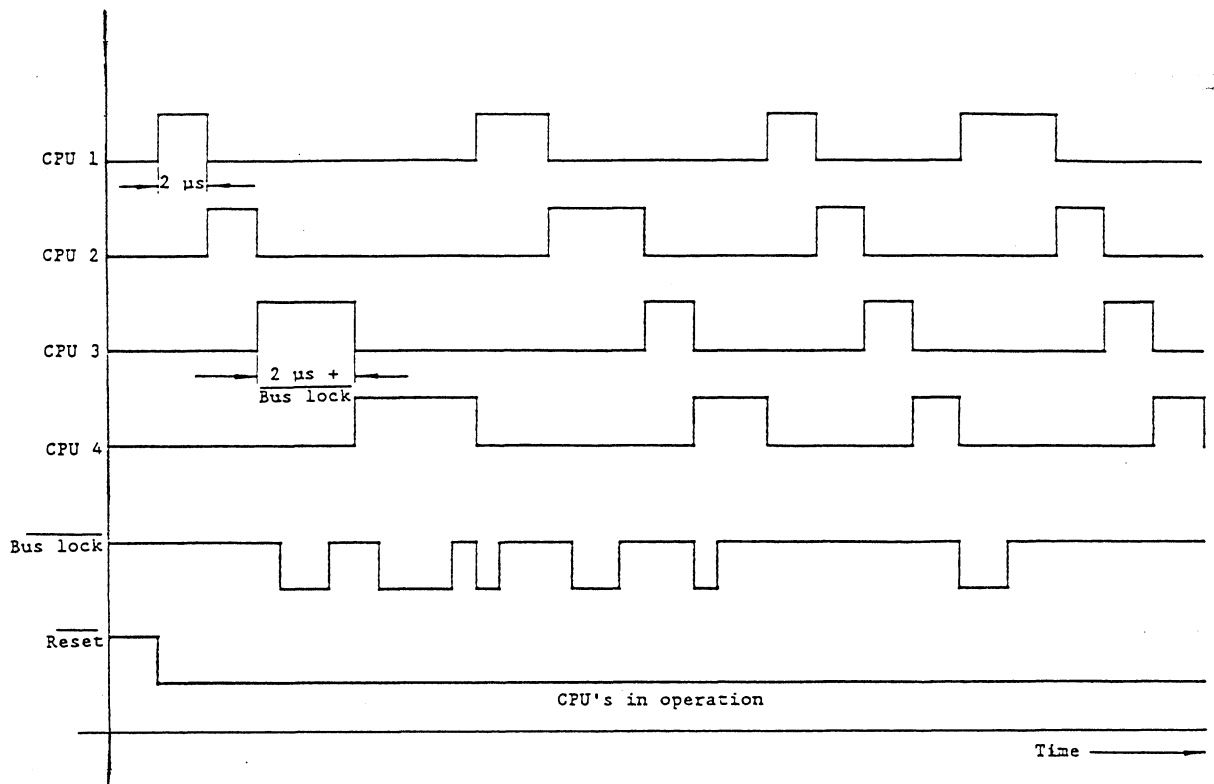 CPU 1
2 µs
CPU 2
CPU 3
2 µs +
Bus lock
CPU 4
Bus lock
Reset
CPU's in operation
Time